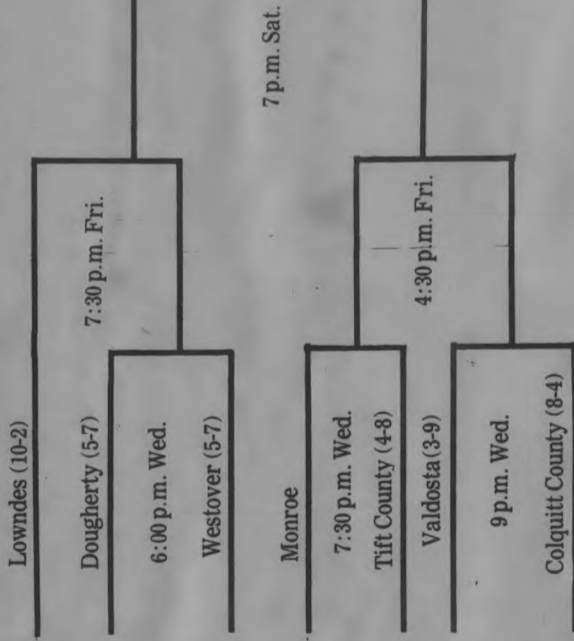 Lowndes (10-2)
7:30 p.m. Fri.
Dougherty (5-7)
6:00 p.m. Wed.
Westover (5-7)
7 p.m. Sat.
Monroe
7:30 p.m. Wed.
Tift County (4-8)
4:30 p.m. Fri.
Valdosta (3-9)
9 p.m. Wed.
Colquitt County (8-4)